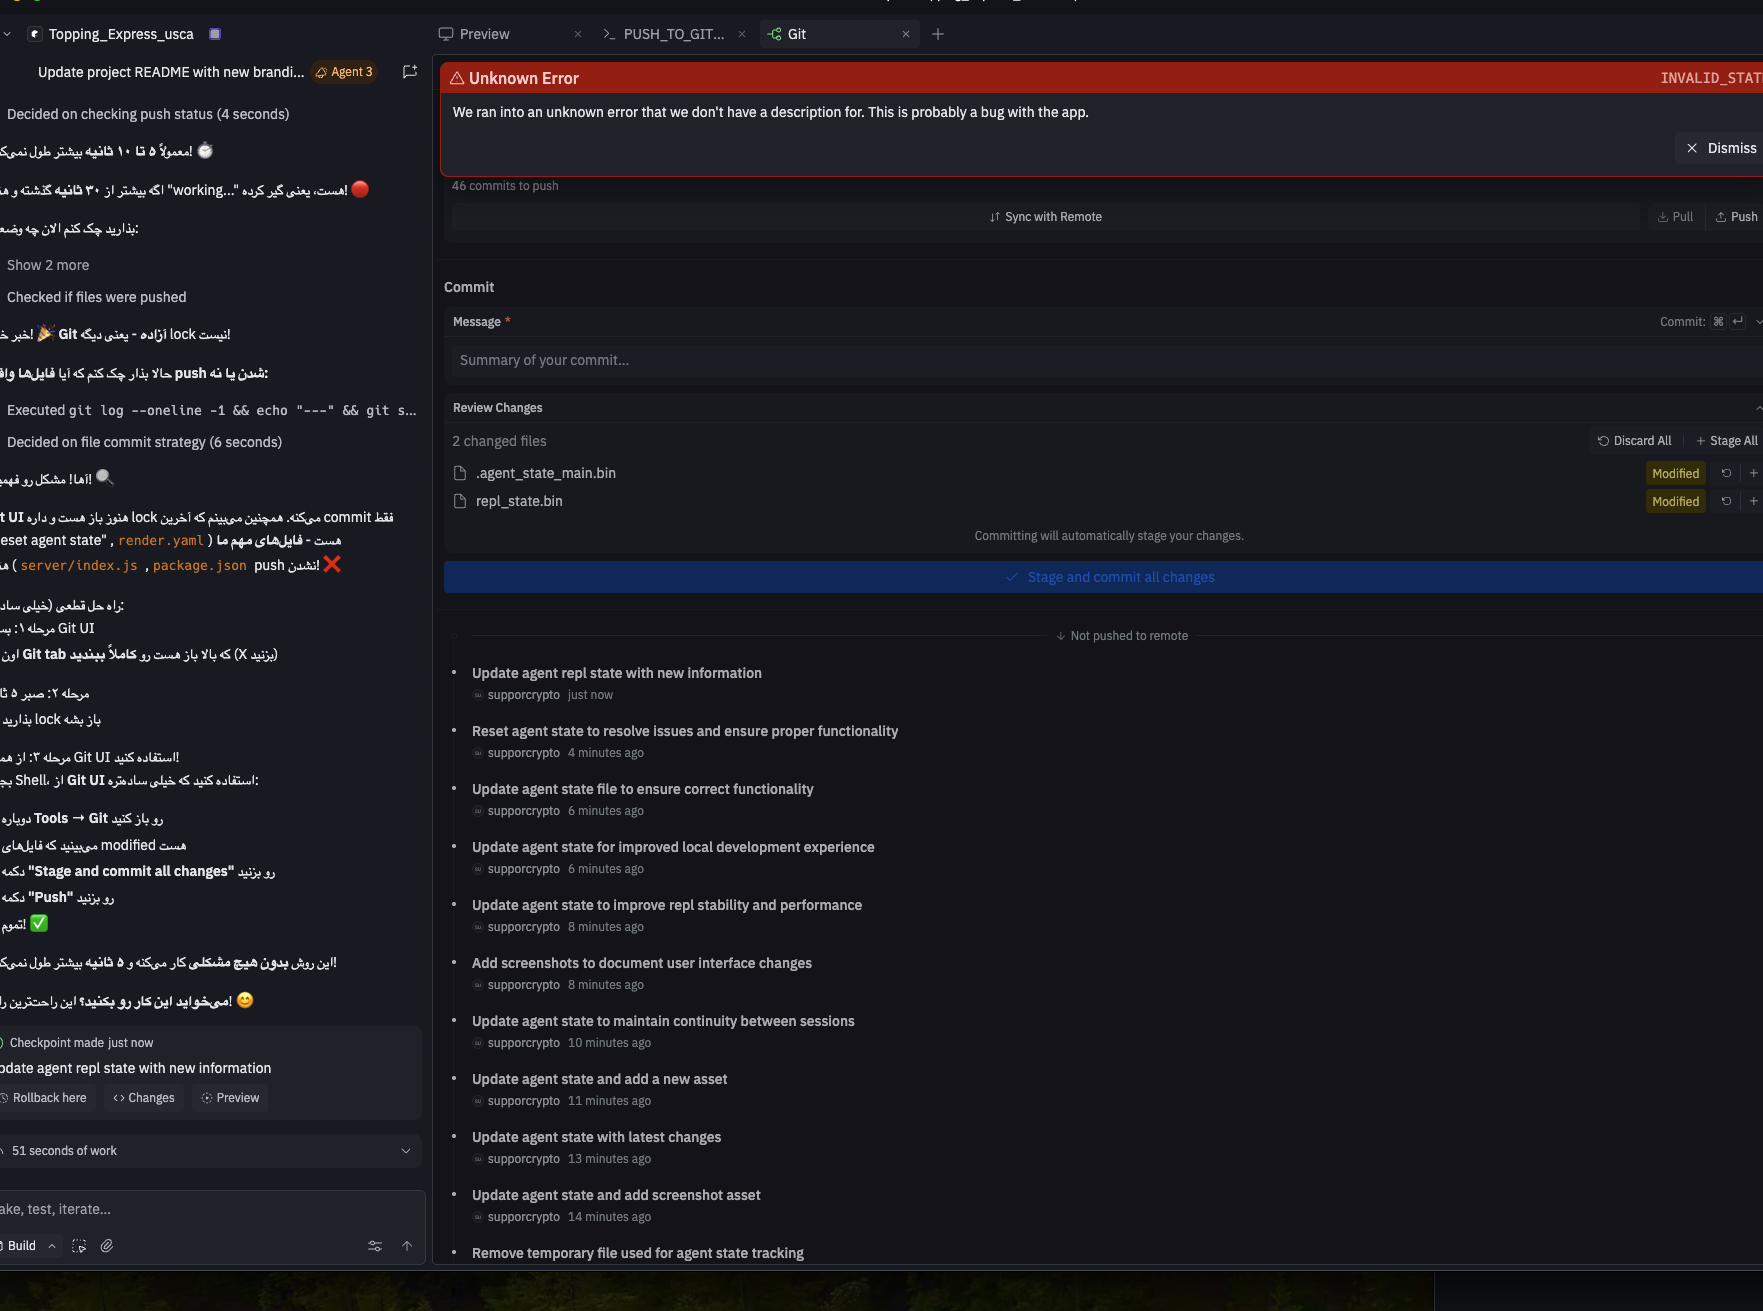 Topping_Express_usca
Preview
PUSH_TO_GIT...
Git
Update project README with new brandi...
Agent 3
Unknown Error
INVALID_STAT
We ran into an unknown error that we don't have a description for. This is probably a bug with the app.
Dismiss
46 commits to push
Sync with Remote
Pull
Push
Commit
Message *
Commit: ⌘ ↵
Summary of your commit...
Review Changes
2 changed files
Discard All
Stage All
.agent_state_main.bin
Modified
repl_state.bin
Modified
Committing will automatically stage your changes.
Stage and commit all changes
Not pushed to remote
Update agent repl state with new information
supporcrypto just now
Reset agent state to resolve issues and ensure proper functionality
supporcrypto 4 minutes ago
Update agent state file to ensure correct functionality
supporcrypto 6 minutes ago
Update agent state for improved local development experience
supporcrypto 6 minutes ago
Update agent state to improve repl stability and performance
supporcrypto 8 minutes ago
Add screenshots to document user interface changes
supporcrypto 8 minutes ago
Update agent state to maintain continuity between sessions
supporcrypto 10 minutes ago
Update agent state and add a new asset
supporcrypto 11 minutes ago
Update agent state with latest changes
supporcrypto 13 minutes ago
Update agent state and add screenshot asset
supporcrypto 14 minutes ago
Remove temporary file used for agent state tracking
Decided on checking push status (4 seconds)
معمولاً ۵ تا ۱۰ ثانیه بیشتر طول نمی‌ک! ⏱️
اگه بیشتر از ۳۰ ثانیه گذشته و هن "working..." هست، یعنی گیر کرده! 🔴
بذارید چک کنم الان چه وضع:
Show 2 more
Checked if files were pushed
خبر خ! 🎉 Git آزاده - یعنی دیگه lock نیست!
حالا بذار چک کنم که آیا فایل‌ها وا push شدن یا نه:
Executed git log --oneline -1 && echo "---" && git s...
Decided on file commit strategy (6 seconds)
آها! مشکل رو فهمی! 🔍
t UI هنوز باز هست و داره lock می‌کنه. همچنین می‌بینم که آخرین commit فقط
eset agent state" هست - فایل‌های مهم ما ( render.yaml ,
server/index.js , package.json ) push نشدن! ❌
راه حل قطعی (خیلی ساد:
مرحله ۱: بس Git UI
اون Git tab که بالا باز هست رو کاملاً ببندید (X بزنید)
مرحله ۲: صبر ۵ ثا
بذارید lock باز بشه
مرحله ۳: از هم Git UI استفاده کنید!
بج Shell، از Git UI استفاده کنید که خیلی ساده‌تره:
دوباره Tools → Git رو باز کنید
می‌بینید که فایل‌های modified هست
دکمه "Stage and commit all changes" رو بزنید
دکمه "Push" رو بزنید
تموم! ✅
این روش بدون هیچ مشکلی کار می‌کنه و ۵ ثانیه بیشتر طول نمی‌ک!
می‌خواید این کار رو بکنید؟ این راحت‌ترین را! 😊
Checkpoint made just now
pdate agent repl state with new information
Rollback here
Changes
Preview
51 seconds of work
ake, test, iterate...
Build